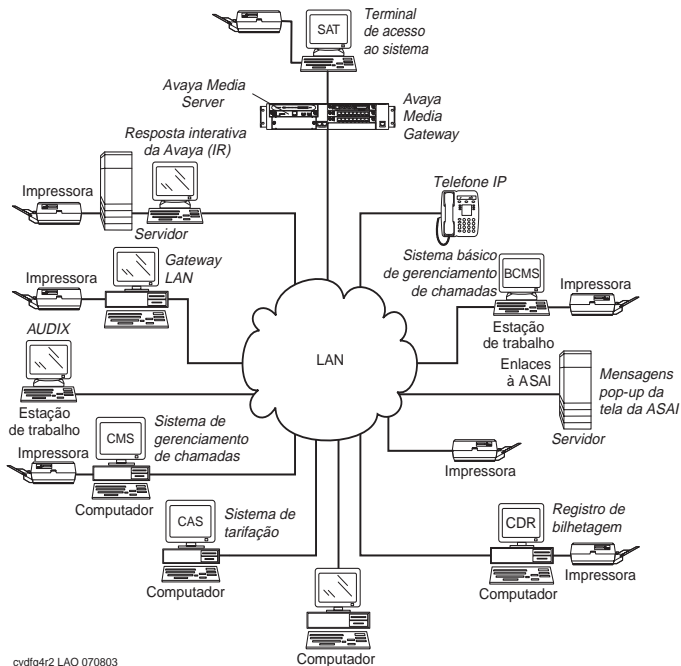 SAT
Terminal
de acesso
ao sistema
Avaya Media
Server
Avaya
Media
Gateway
Resposta interativa
da Avaya (IR)
Impressora
Servidor
Telefone IP
Gateway
LAN
Impressora
Sistema básico
de gerenciamento
de chamadas
BCMS
Impressora
Estação
de trabalho
AUDIX
Estação
de trabalho
LAN
Enlaces
à ASAI
Mensagens
pop-up da
tela da ASAI
Servidor
Impressora
CMS
Sistema de
gerenciamento
de chamadas
Impressora
Computador
CAS
Sistema de
tarifação
Computador
CDR
Registro de
bilhetagem
Impressora
Computador
Computador
cydfg4r2 LAO 070803